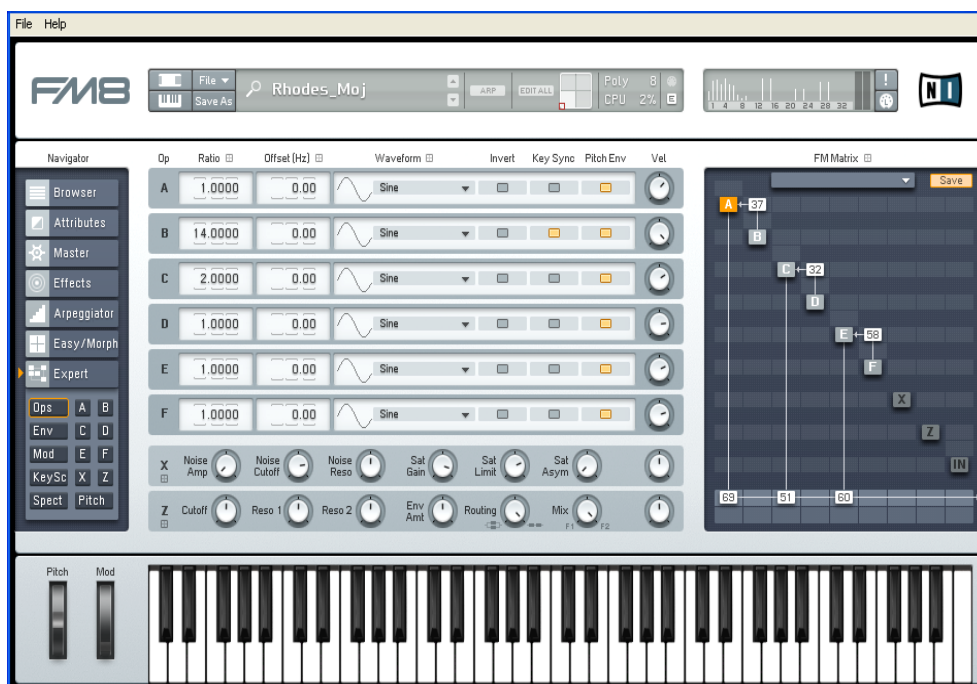 File Help
FM8
File
Save As
Rhodes_Moj
ARP
EDIT ALL
Poly 8
CPU 2% E
1 4 8 12 16 20 24 28 32
!
NI
Navigator
Browser
Attributes
Master
Effects
Arpeggiator
Easy/Morph
Expert
Ops A B
Env C D
Mod E F
KeySc X Z
Spect Pitch
Op Ratio Offset (Hz) Waveform Invert Key Sync Pitch Env Vel
A 1.0000 0.00 Sine
B 14.0000 0.00 Sine
C 2.0000 0.00 Sine
D 1.0000 0.00 Sine
E 1.0000 0.00 Sine
F 1.0000 0.00 Sine
X Noise Amp Noise Cutoff Noise Reso Sat Gain Sat Limit Sat Asym
Z Cutoff Reso 1 Reso 2 Env Amt Routing Mix F1 F2
FM Matrix
Save
A 37
B
C 32
D
E 58
F
X
Z
IN
69 51 60
Pitch Mod